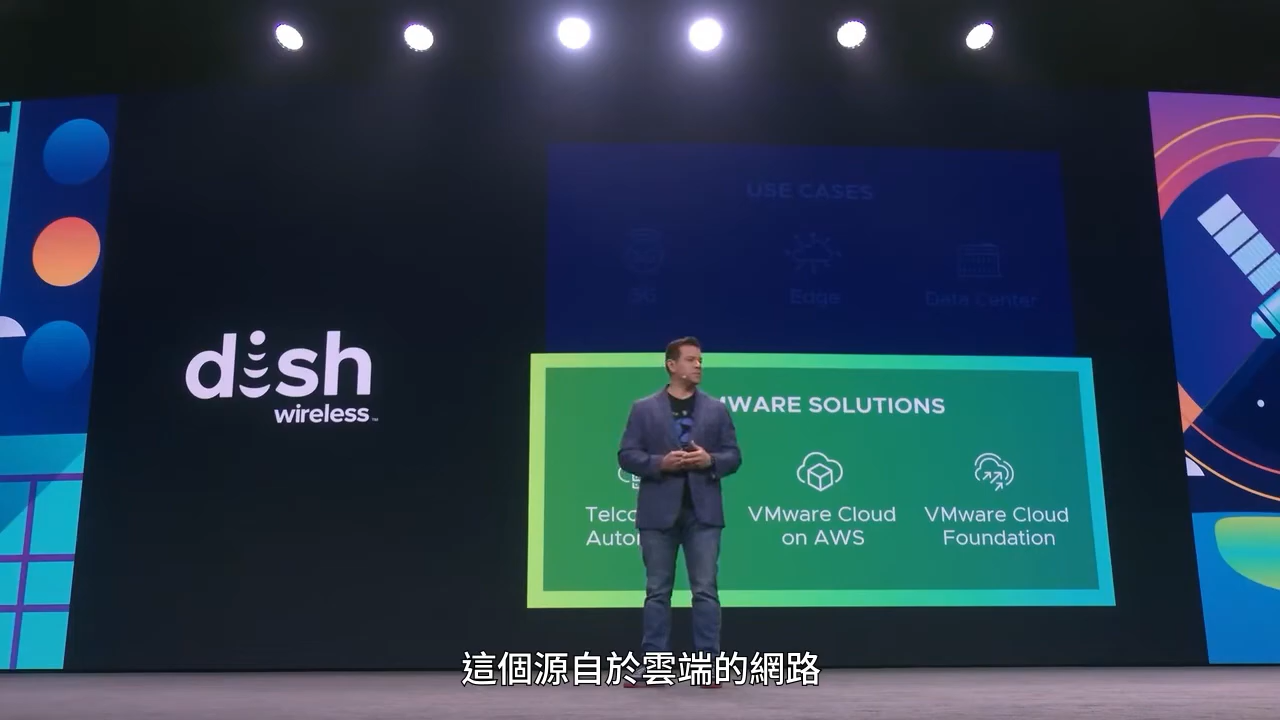 USE CASES
5G
Edge
Data Center
dish
wireless
WARE SOLUTIONS
VMware Cloud
on AWS
VMware Cloud
Foundation
這個源自於雲端的網路